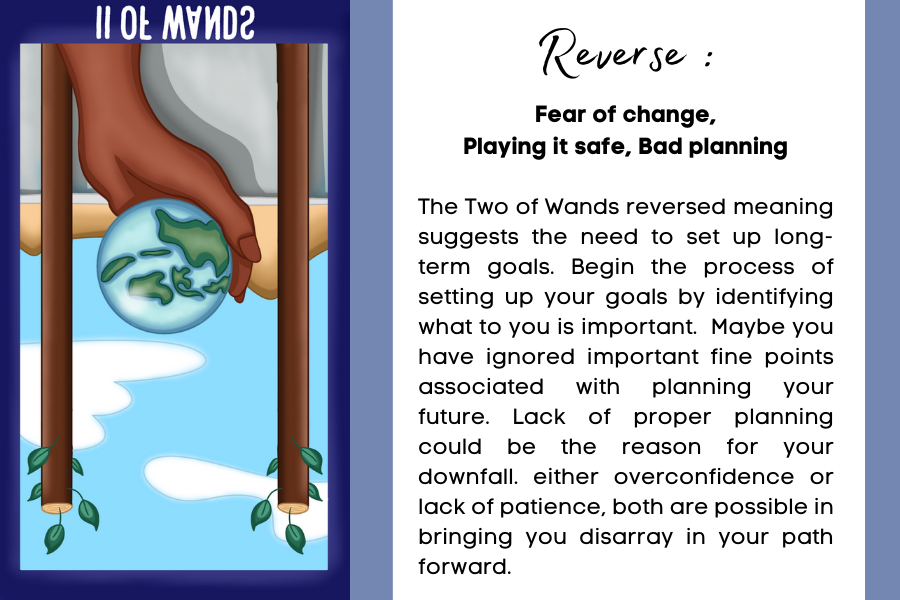 II OF WANDS
Reverse :
Fear of change,
Playing it safe, Bad planning
The Two of Wands reversed meaning
suggests the need to set up long-
term goals. Begin the process of
setting up your goals by identifying
what to you is important. Maybe you
have ignored important fine points
associated with planning your
future. Lack of proper planning
could be the reason for your
downfall. either overconfidence or
lack of patience, both are possible in
bringing you disarray in your path
forward.